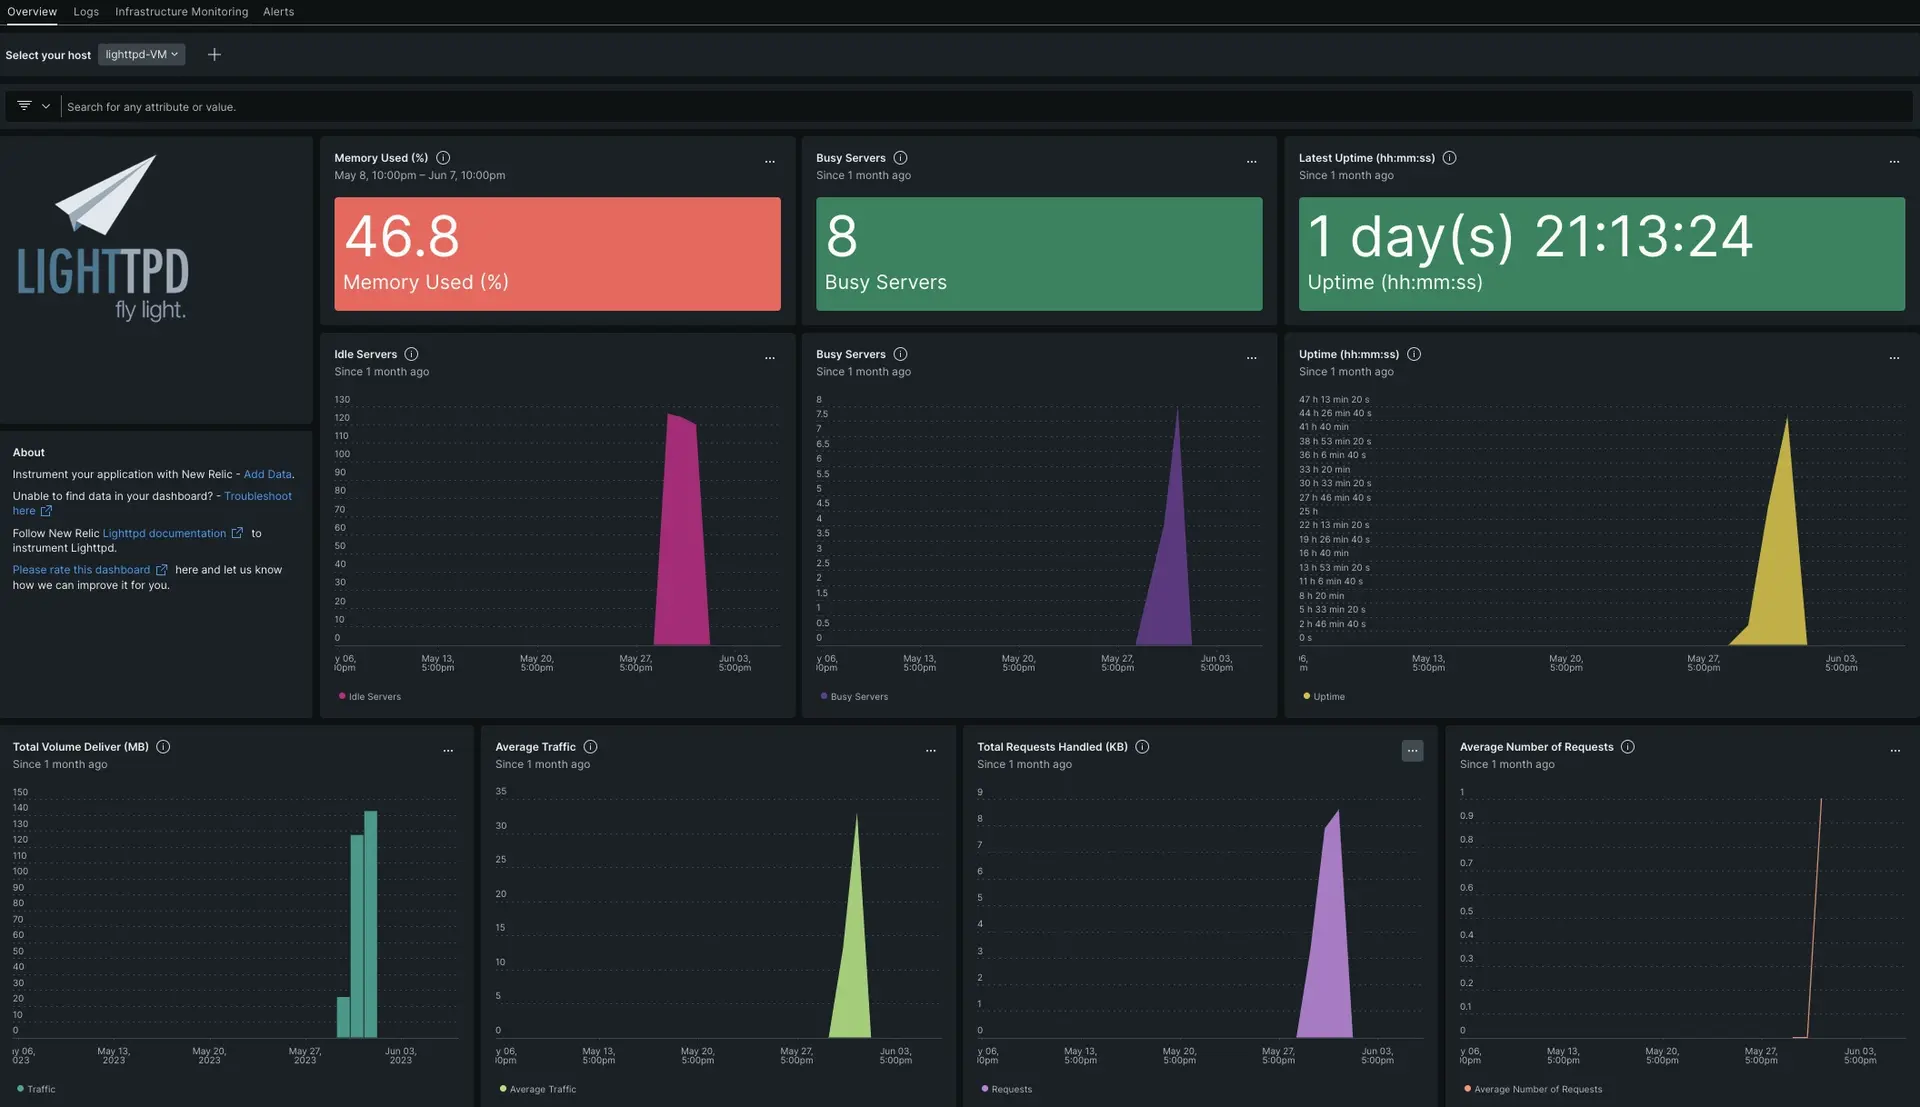 Overview Logs Infrastructure Monitoring Alerts
Select your host lighttpd-VM
Search for any attribute or value.
LIGHTTPD
fly light.
About
Instrument your application with New Relic - Add Data.
Unable to find data in your dashboard? - Troubleshoot
here
Follow New Relic Lighttpd documentation to
instrument Lighttpd.
Please rate this dashboard here and let us know
how we can improve it for you.
Memory Used (%)
May 8, 10:00pm – Jun 7, 10:00pm
46.8
Memory Used (%)
Busy Servers
Since 1 month ago
8
Busy Servers
Latest Uptime (hh:mm:ss)
Since 1 month ago
1 day(s) 21:13:24
Uptime (hh:mm:ss)
Idle Servers
Since 1 month ago
130
120
110
100
90
80
70
60
50
40
30
20
10
0
y 06, May 13, May 20, May 27, Jun 03,
00pm 5:00pm 5:00pm 5:00pm 5:00pm
Idle Servers
Busy Servers
Since 1 month ago
8
7.5
7
6.5
6
5.5
5
4.5
4
3.5
3
2.5
2
1.5
1
0.5
0
y 06, May 13, May 20, May 27, Jun 03,
00pm 5:00pm 5:00pm 5:00pm 5:00pm
Busy Servers
Uptime (hh:mm:ss)
Since 1 month ago
47 h 13 min 20 s
44 h 26 min 40 s
41 h 40 min
38 h 53 min 20 s
36 h 6 min 40 s
33 h 20 min
30 h 33 min 20 s
27 h 46 min 40 s
25 h
22 h 13 min 20 s
19 h 26 min 40 s
16 h 40 min
13 h 53 min 20 s
11 h 6 min 40 s
8 h 20 min
5 h 33 min 20 s
2 h 46 min 40 s
0 s
06, May 13, May 20, May 27, Jun 03,
m 5:00pm 5:00pm 5:00pm 5:00pm
Uptime
Total Volume Deliver (MB)
Since 1 month ago
150
140
130
120
110
100
90
80
70
60
50
40
30
20
10
0
y 06, May 13, May 20, May 27, Jun 03,
023 2023 2023 2023 2023
Traffic
Average Traffic
Since 1 month ago
35
30
25
20
15
10
5
0
y 06, May 13, May 20, May 27, Jun 03,
00pm 5:00pm 5:00pm 5:00pm 5:00pm
Average Traffic
Total Requests Handled (KB)
Since 1 month ago
9
8
7
6
5
4
3
2
1
0
y 06, May 13, May 20, May 27, Jun 03,
00pm 5:00pm 5:00pm 5:00pm 5:00pm
Requests
Average Number of Requests
Since 1 month ago
1
0.9
0.8
0.7
0.6
0.5
0.4
0.3
0.2
0.1
0
y 06, May 13, May 20, May 27, Jun 03,
00pm 5:00pm 5:00pm 5:00pm 5:00pm
Average Number of Requests